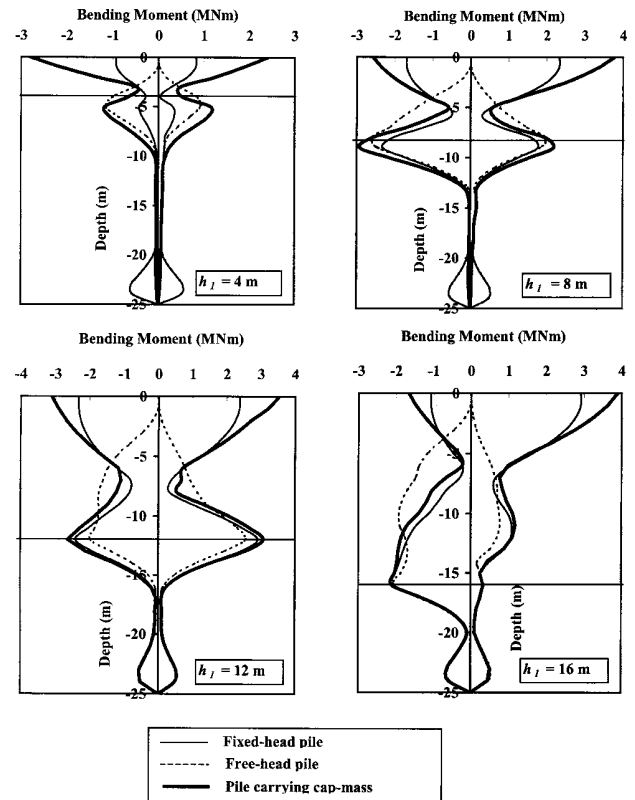 Bending Moment (MNm)
-3 -2 -1 0 1 2 3
0
-5
-10
-15
-20
-25
Depth (m)
h1 = 4 m
Bending Moment (MNm)
-3 -2 -1 0 1 2 3 4
0
-5
-10
-15
-20
-25
Depth (m)
h1 = 8 m
Bending Moment (MNm)
-4 -3 -2 -1 0 1 2 3 4
0
-5
-10
-15
-20
-25
Depth (m)
h1 = 12 m
Bending Moment (MNm)
-3 -2 -1 0 1 2 3 4
0
-5
-10
-15
-20
-25
Depth (m)
h1 = 16 m
Fixed-head pile
Free-head pile
Pile carrying cap-mass